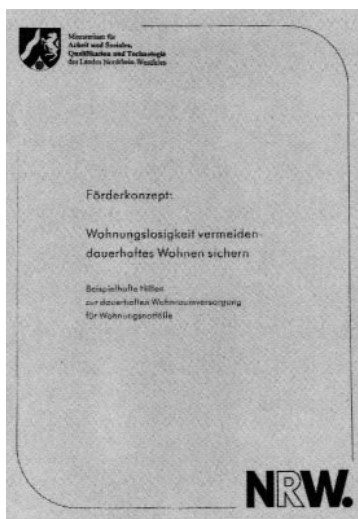 Ministerium für
Arbeit und Soziales,
Qualifikation und Technologie
des Landes Nordrhein-Westfalen
Förderkonzept:
Wohnungslosigkeit vermeiden-
dauerhaftes Wohnen sichern
Beispielhafte Hilfen
zur dauerhaften Wohnraumversorgung
für Wohnungsnotfälle
NRW.